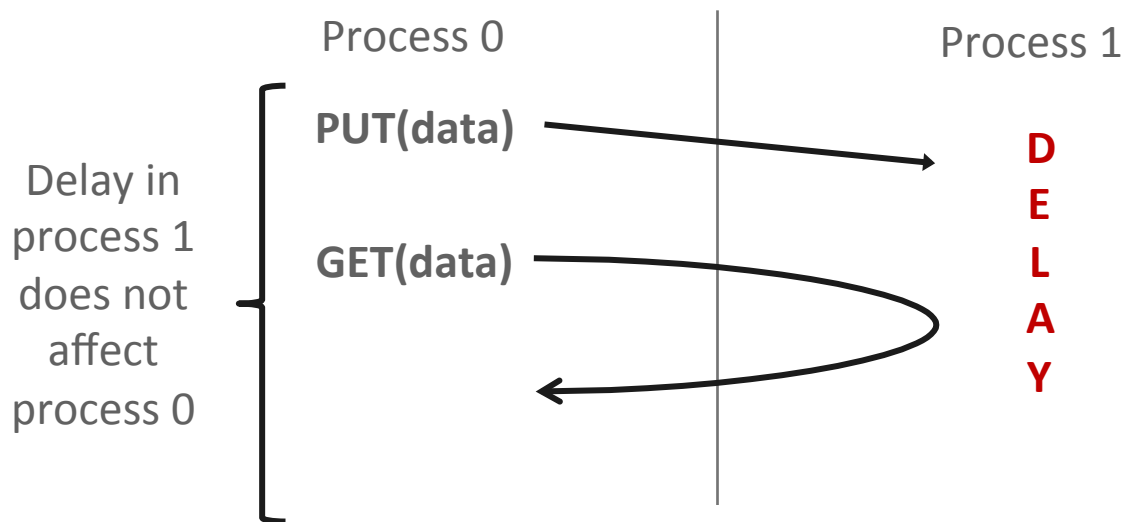 Process 0
Process 1
PUT(data)
GET(data)
Delay in
process 1
does not
affect
process 0
D
E
L
A
Y